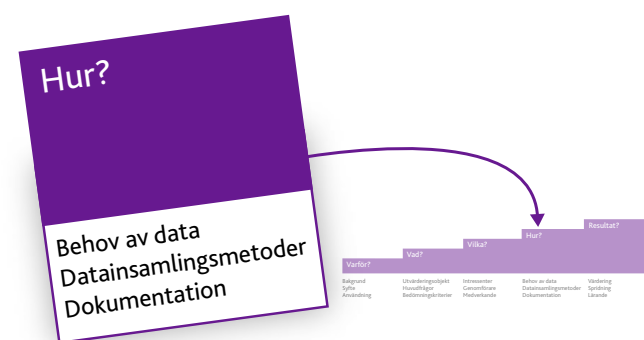 Hur?
Behov av data
Datainsamlingsmetoder
Dokumentation
Varför?
Bakgrund
Syfte
Användning
Vad?
Utvärderingsobjekt
Huvudfrågor
Bedömningskriterier
Vilka?
Intressenter
Genomförare
Medverkande
Hur?
Behov av data
Datainsamlingsmetoder
Dokumentation
Resultat?
Värdering
Spridning
Lärande